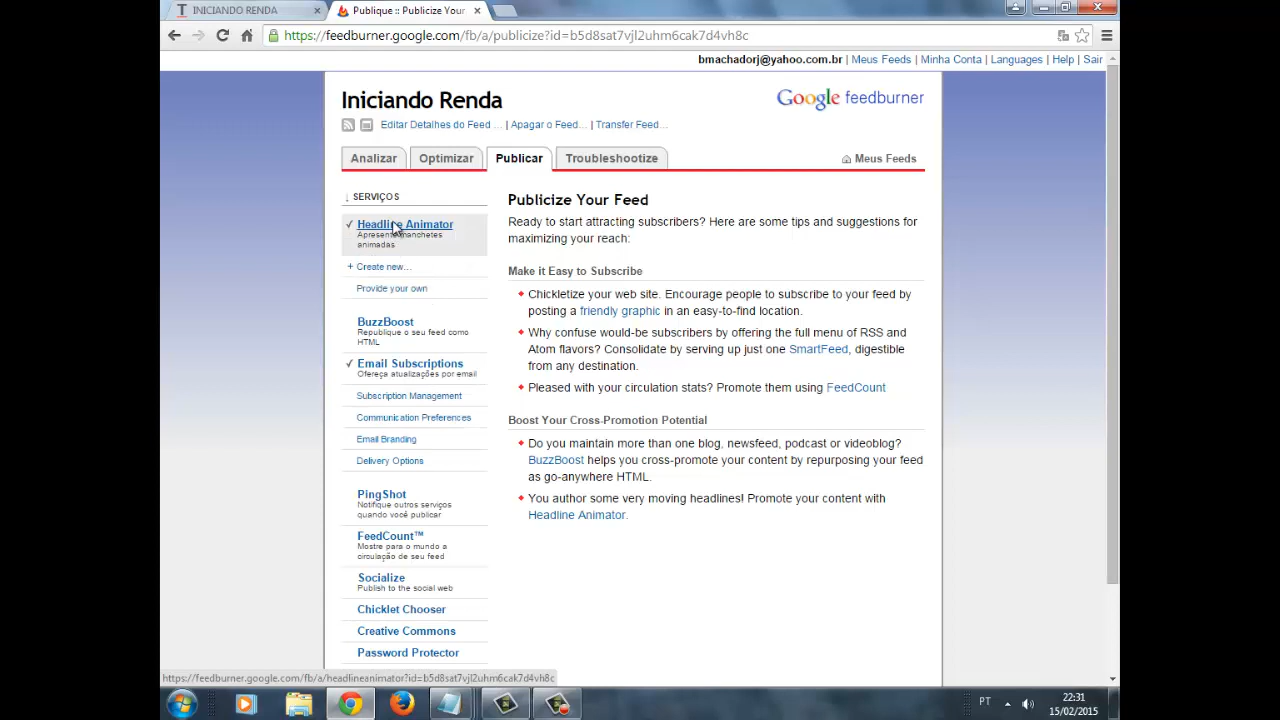 INICIANDO RENDA
Publique :: Publicize Your
https://feedburner.google.com/fb/a/publicize?id=b5d8sat7vjl2uhm6cak7d4vh8c
bmachadorj@yahoo.com.br | Meus Feeds | Minha Conta | Languages | Help | Sair
Iniciando Renda
Google feedburner
Editar Detalhes do Feed ... | Apagar o Feed... | Transfer Feed...
Analizar
Optimizar
Publicar
Troubleshootize
Meus Feeds
↓ SERVIÇOS
Headline Animator
Apresente manchetes
animadas
+ Create new...
Provide your own
BuzzBoost
Republique o seu feed como
HTML
Email Subscriptions
Ofereça atualizações por email
Subscription Management
Communication Preferences
Email Branding
Delivery Options
PingShot
Notifique outros serviços
quando você publicar
FeedCount™
Mostre para o mundo a
circulação de seu feed
Socialize
Publish to the social web
Chicklet Chooser
Creative Commons
Password Protector
Publicize Your Feed
Ready to start attracting subscribers? Here are some tips and suggestions for
maximizing your reach:
Make it Easy to Subscribe
Chickletize your web site. Encourage people to subscribe to your feed by
posting a friendly graphic in an easy-to-find location.
Why confuse would-be subscribers by offering the full menu of RSS and
Atom flavors? Consolidate by serving up just one SmartFeed, digestible
from any destination.
Pleased with your circulation stats? Promote them using FeedCount
Boost Your Cross-Promotion Potential
Do you maintain more than one blog, newsfeed, podcast or videoblog?
BuzzBoost helps you cross-promote your content by repurposing your feed
as go-anywhere HTML.
You author some very moving headlines! Promote your content with
Headline Animator.
https://feedburner.google.com/fb/a/headlineanimator?id=b5d8sat7vjl2uhm6cak7d4vh8c
PT
22:31
15/02/2015